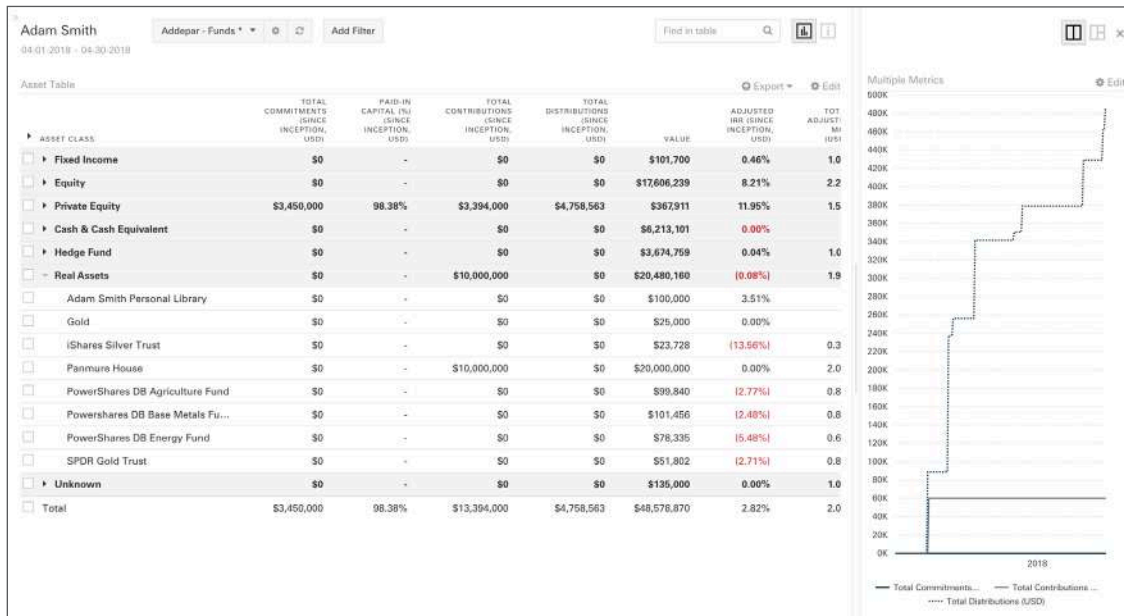 Adam Smith
Addepar - Funds *
Add Filter
Find in table
04-01-2018 - 04-30-2018
Asset Table
Export
Edit
ASSET CLASS
TOTAL COMMITMENTS (SINCE INCEPTION, USD)
PAID-IN CAPITAL (%) (SINCE INCEPTION, USD)
TOTAL CONTRIBUTIONS (SINCE INCEPTION, USD)
TOTAL DISTRIBUTIONS (SINCE INCEPTION, USD)
VALUE
ADJUSTED IRR (SINCE INCEPTION, USD)
Fixed Income $0 - $0 $0 $101,700 0.46% 1.0
Equity $0 - $0 $0 $17,606,239 8.21% 2.2
Private Equity $3,450,000 98.38% $3,394,000 $4,758,563 $367,911 11.95% 1.5
Cash & Cash Equivalent $0 - $0 $0 $6,213,101 0.00%
Hedge Fund $0 - $0 $0 $3,674,759 0.04% 1.0
Real Assets $0 - $10,000,000 $0 $20,480,160 (0.08%) 1.9
Adam Smith Personal Library $0 - $0 $0 $100,000 3.51%
Gold $0 - $0 $0 $25,000 0.00%
iShares Silver Trust $0 - $0 $0 $23,728 (13.56%) 0.3
Panmure House $0 - $10,000,000 $0 $20,000,000 0.00% 2.0
PowerShares DB Agriculture Fund $0 - $0 $0 $99,840 (2.77%) 0.8
Powershares DB Base Metals Fu... $0 - $0 $0 $101,456 (2.48%) 0.8
PowerShares DB Energy Fund $0 - $0 $0 $78,335 (5.48%) 0.6
SPDR Gold Trust $0 - $0 $0 $51,802 (2.71%) 0.8
Unknown $0 - $0 $0 $135,000 0.00% 1.0
Total $3,450,000 98.38% $13,394,000 $4,758,563 $48,578,870 2.82% 2.0
Multiple Metrics
Edit
500K
480K
460K
440K
420K
400K
380K
360K
340K
320K
300K
280K
260K
240K
220K
200K
180K
160K
140K
120K
100K
80K
60K
40K
20K
0K
2018
Total Commitments...
Total Contributions ...
Total Distributions (USD)